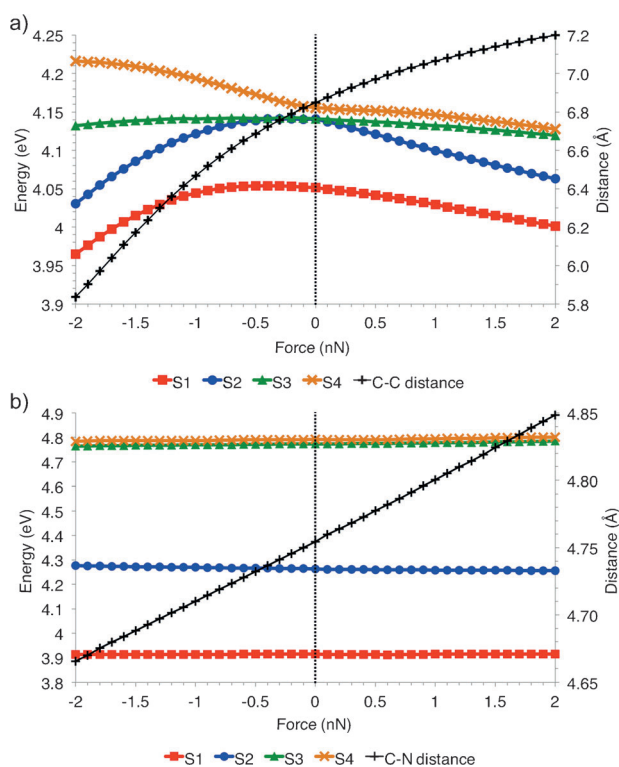 a)
4.25
4.2
4.15
4.1
4.05
4
3.95
3.9
Energy (eV)
7.2
7.0
6.8
6.6
6.4
6.2
6.0
5.8
Distance (Å)
-2 -1.5 -1 -0.5 0 0.5 1 1.5 2
Force (nN)
S1 S2 S3 S4 C-C distance
b)
4.9
4.8
4.7
4.6
4.5
4.4
4.3
4.2
4.1
4
3.9
3.8
Energy (eV)
4.85
4.80
4.75
4.70
4.65
Distance (Å)
-2 -1.5 -1 -0.5 0 0.5 1 1.5 2
Force (nN)
S1 S2 S3 S4 C-N distance